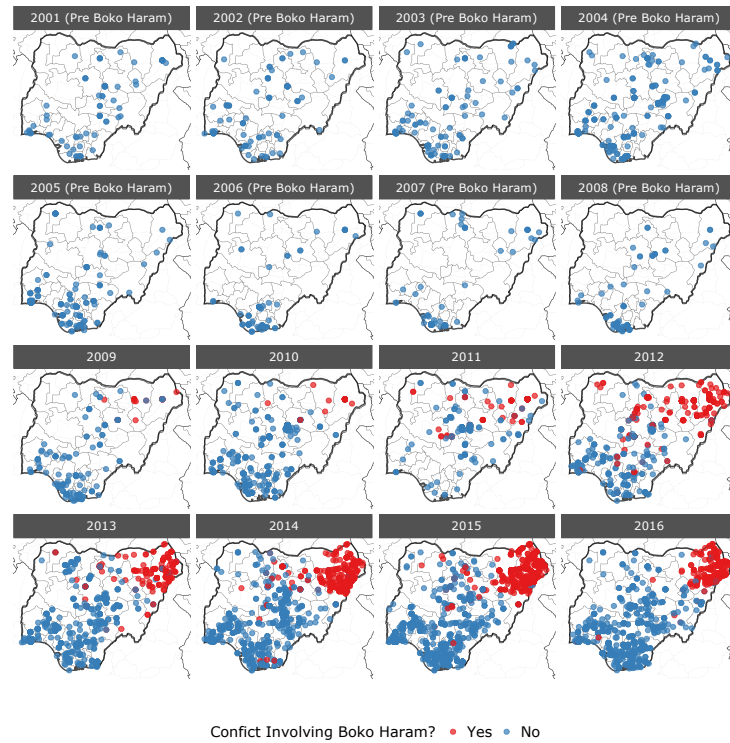 2001 (Pre Boko Haram) 2002 (Pre Boko Haram) 2003 (Pre Boko Haram) 2004 (Pre Boko Haram)
2005 (Pre Boko Haram) 2006 (Pre Boko Haram) 2007 (Pre Boko Haram) 2008 (Pre Boko Haram)
2009 2010 2011 2012
2013 2014 2015 2016
Confict Involving Boko Haram? Yes No